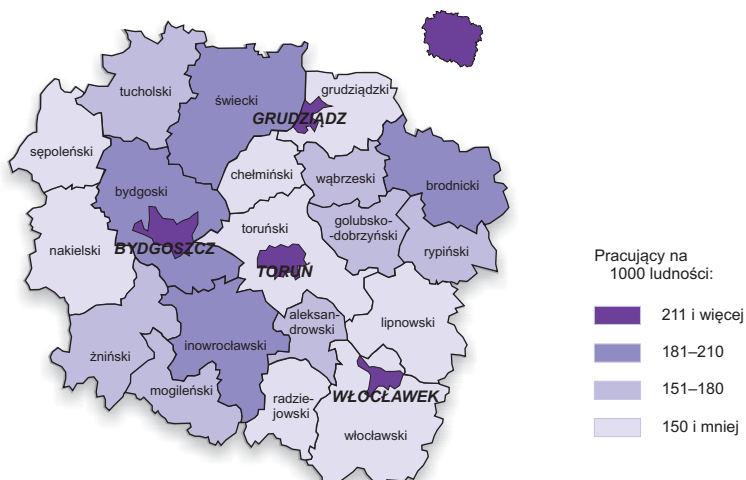 tucholski
świecki
grudziądzki
GRUDZIĄDZ
sępoleński
chełmiński
wąbrzeski
bydgoski
brodnicki
toruński
golubsko-
-dobrzyński
nakielski
BYDGOSZCZ
rypiński
TORUŃ
aleksan-
drowski
lipnowski
inowrocławski
żniński
mogileński
radzie-
jowski
WŁOCŁAWEK
włocławski
Pracujący na
1000 ludności:
211 i więcej
181–210
151–180
150 i mniej